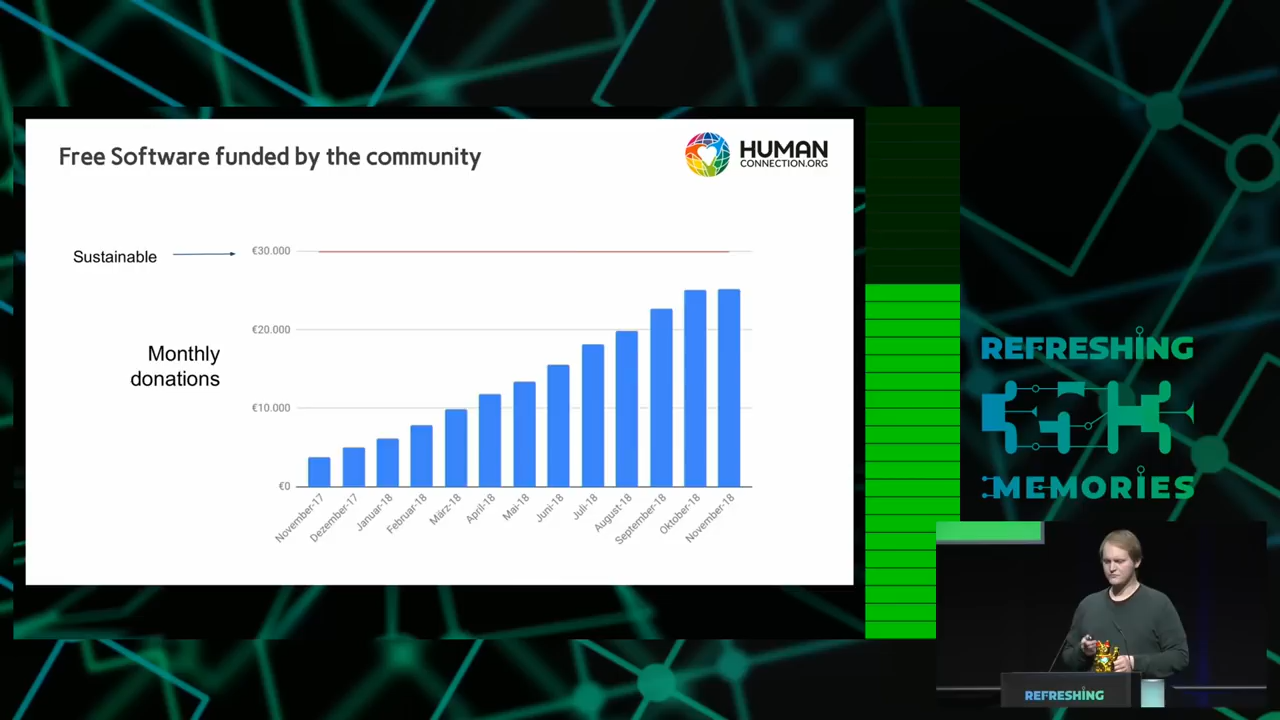 Free Software funded by the community
HUMAN
CONNECTION.ORG
Sustainable
€30.000
€20.000
Monthly
donations
€10.000
€0
November-17
Dezember-17
Januar-18
Februar-18
März-18
April-18
Mai-18
Juni-18
Juli-18
August-18
September-18
Oktober-18
November-18
REFRESHING
35C3
MEMORIES
REFRESHING